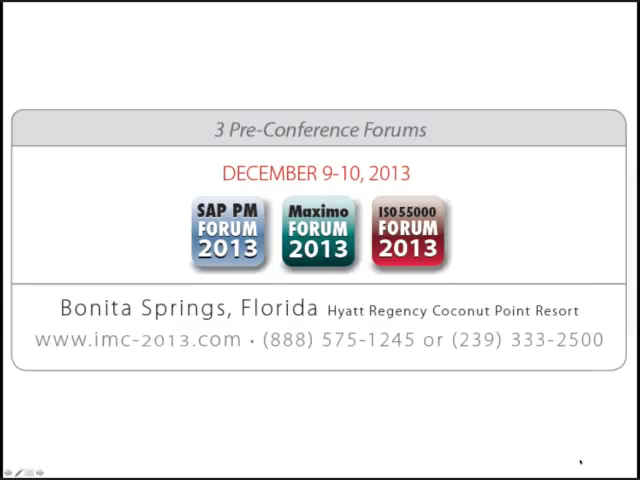 3 Pre-Conference Forums
DECEMBER 9-10, 2013
SAP PM
FORUM
2013
Maximo
FORUM
2013
ISO 55000
FORUM
2013
Bonita Springs, Florida Hyatt Regency Coconut Point Resort
www.imc-2013.com • (888) 575-1245 or (239) 333-2500